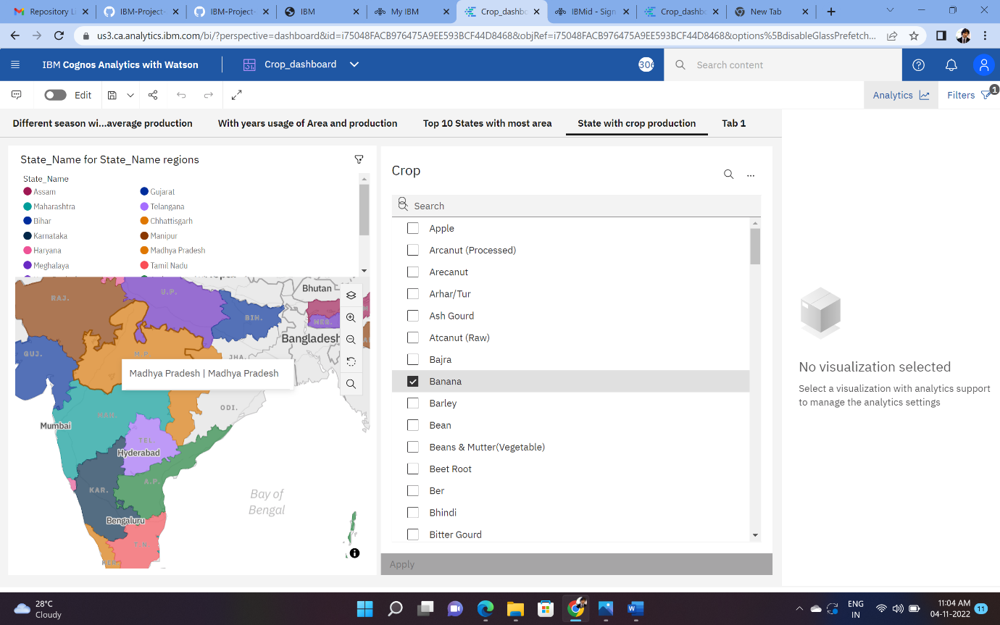 Repository Li
IBM-Project-
IBM-Project-
IBM
My IBM
Crop_dashbo
IBMid - Sign
Crop_dashbo
New Tab
us3.ca.analytics.ibm.com/bi/?perspective=dashboard&id=i75048FACB976475A9EE593BCF44D8468&objRef=i75048FACB976475A9EE593BCF44D8468&options%5BdisableGlassPrefetch...
IBM Cognos Analytics with Watson
Crop_dashboard
Search content
Edit
Analytics
Filters
1
Different season wi...average production
With years usage of Area and production
Top 10 States with most area
State with crop production
Tab 1
State_Name for State_Name regions
State_Name
Assam
Gujarat
Maharashtra
Telangana
Bihar
Chhattisgarh
Karnataka
Manipur
Haryana
Madhya Pradesh
Meghalaya
Tamil Nadu
Bhutan
RAJ.
U.P.
BIH.
MEG.
Bangladesh
GUJ.
M.P.
JHA.
Madhya Pradesh | Madhya Pradesh
ODI.
MAH.
Mumbai
TEL.
Hyderabad
A.P.
KAR.
Bay of
Bengal
Bengaluru
T.N.
KER.
Crop
...
Search
Apple
Arcanut (Processed)
Arecanut
Arhar/Tur
Ash Gourd
Atcanut (Raw)
Bajra
Banana
Barley
Bean
Beans & Mutter(Vegetable)
Beet Root
Ber
Bhindi
Bitter Gourd
Apply
No visualization selected
Select a visualization with analytics support
to manage the analytics settings
28°C
Cloudy
ENG
IN
11:04 AM
04-11-2022
11